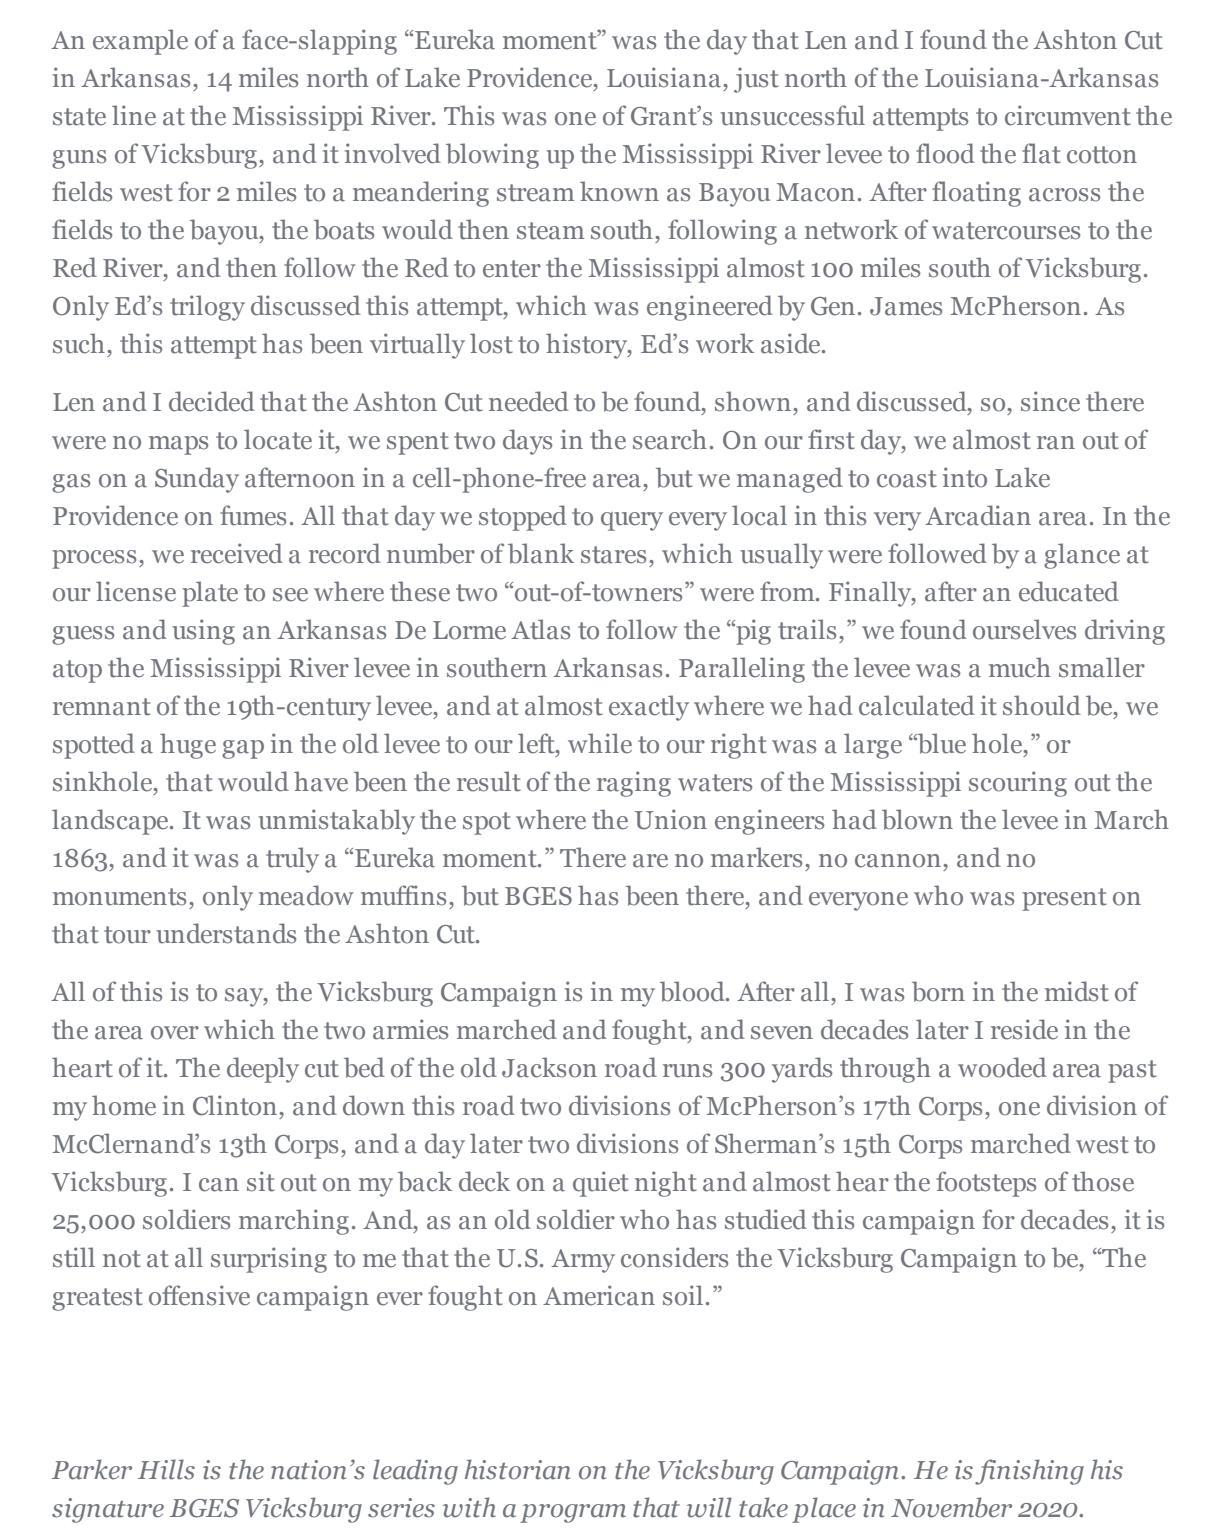 An example of a face-slapping “Eureka moment” was the day that Len and I found the Ashton Cut
in Arkansas, 14 miles north of Lake Providence, Louisiana, just north of the Louisiana-Arkansas
state line at the Mississippi River. This was one of Grant’s unsuccessful attempts to circumvent the
guns of Vicksburg, and it involved blowing up the Mississippi River levee to flood the flat cotton
fields west for 2 miles to a meandering stream known as Bayou Macon. After floating across the
fields to the bayou, the boats would then steam south, following a network of watercourses to the
Red River, and then follow the Red to enter the Mississippi almost 100 miles south of Vicksburg.
Only Ed’s trilogy discussed this attempt, which was engineered by Gen. James McPherson. As
such, this attempt has been virtually lost to history, Ed’s work aside.
Len and I decided that the Ashton Cut needed to be found, shown, and discussed, so, since there
were no maps to locate it, we spent two days in the search. On our first day, we almost ran out of
gas on a Sunday afternoon in a cell-phone-free area, but we managed to coast into Lake
Providence on fumes. All that day we stopped to query every local in this very Arcadian area. In the
process, we received a record number of blank stares, which usually were followed by a glance at
our license plate to see where these two “out-of-towners” were from. Finally, after an educated
guess and using an Arkansas De Lorme Atlas to follow the “pig trails,” we found ourselves driving
atop the Mississippi River levee in southern Arkansas. Paralleling the levee was a much smaller
remnant of the 19th-century levee, and at almost exactly where we had calculated it should be, we
spotted a huge gap in the old levee to our left, while to our right was a large “blue hole,” or
sinkhole, that would have been the result of the raging waters of the Mississippi scouring out the
landscape. It was unmistakably the spot where the Union engineers had blown the levee in March
1863, and it was a truly a “Eureka moment.” There are no markers, no cannon, and no
monuments, only meadow muffins, but BGES has been there, and everyone who was present on
that tour understands the Ashton Cut.
All of this is to say, the Vicksburg Campaign is in my blood. After all, I was born in the midst of
the area over which the two armies marched and fought, and seven decades later I reside in the
heart of it. The deeply cut bed of the old Jackson road runs 300 yards through a wooded area past
my home in Clinton, and down this road two divisions of McPherson’s 17th Corps, one division of
McClernand’s 13th Corps, and a day later two divisions of Sherman’s 15th Corps marched west to
Vicksburg. I can sit out on my back deck on a quiet night and almost hear the footsteps of those
25,000 soldiers marching. And, as an old soldier who has studied this campaign for decades, it is
still not at all surprising to me that the U.S. Army considers the Vicksburg Campaign to be, “The
greatest offensive campaign ever fought on American soil.”
Parker Hills is the nation’s leading historian on the Vicksburg Campaign. He is finishing his
signature BGES Vicksburg series with a program that will take place in November 2020.